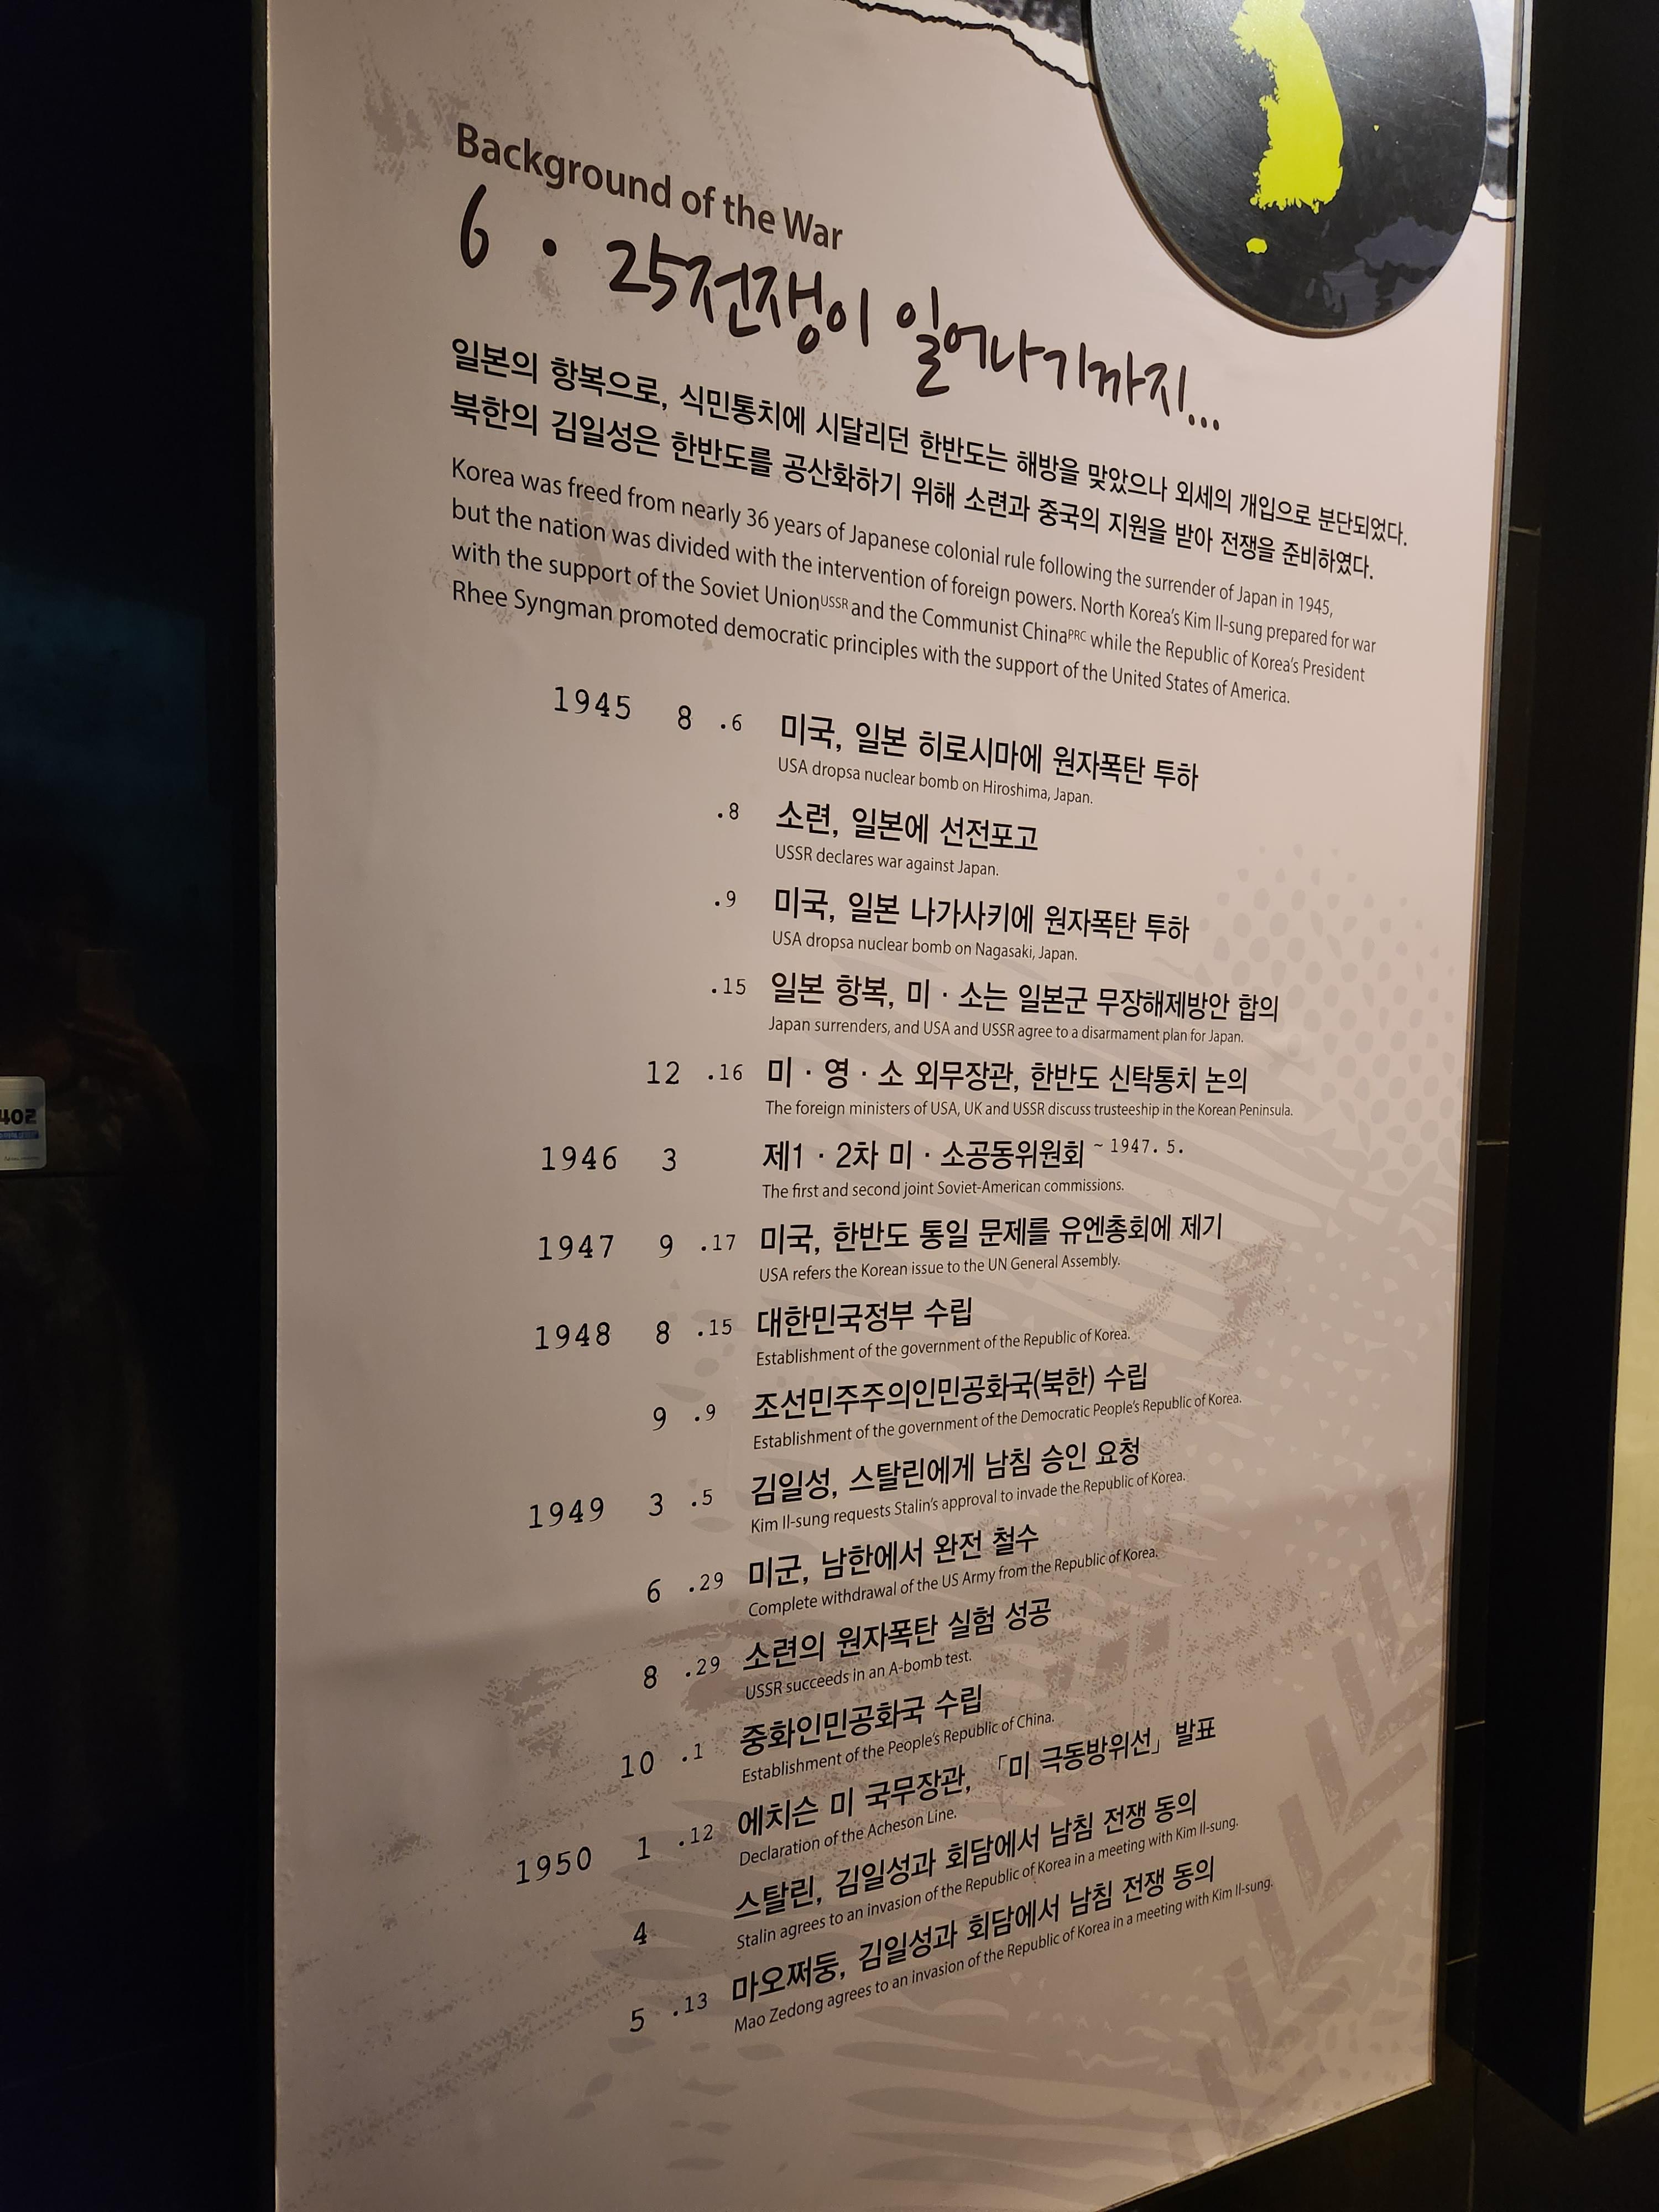 Background of the War
6 · 25전쟁이 일어나기까지...
일본의 항복으로, 식민통치에 시달리던 한반도는 해방을 맞았으나 외세의 개입으로 분단되었다.
북한의 김일성은 한반도를 공산화하기 위해 소련과 중국의 지원을 받아 전쟁을 준비하였다.
Korea was freed from nearly 36 years of Japanese colonial rule following the surrender of Japan in 1945,
but the nation was divided with the intervention of foreign powers. North Korea's Kim Il-sung prepared for war
with the support of the Soviet UnionUSSR and the Communist ChinaPRC while the Republic of Korea's President
Rhee Syngman promoted democratic principles with the support of the United States of America.
1945 8 .6 미국, 일본 히로시마에 원자폭탄 투하
USA dropsa nuclear bomb on Hiroshima, Japan.
.8 소련, 일본에 선전포고
USSR declares war against Japan.
.9 미국, 일본 나가사키에 원자폭탄 투하
USA dropsa nuclear bomb on Nagasaki, Japan.
.15 일본 항복, 미 · 소는 일본군 무장해제방안 합의
Japan surrenders, and USA and USSR agree to a disarmament plan for Japan.
12 .16 미 · 영 · 소 외무장관, 한반도 신탁통치 논의
The foreign ministers of USA, UK and USSR discuss trusteeship in the Korean Peninsula.
1946 3 제1 · 2차 미 · 소공동위원회 ~ 1947. 5.
The first and second joint Soviet-American commissions.
1947 9 .17 미국, 한반도 통일 문제를 유엔총회에 제기
USA refers the Korean issue to the UN General Assembly.
1948 8 .15 대한민국정부 수립
Establishment of the government of the Republic of Korea.
9 .9 조선민주주의인민공화국(북한) 수립
Establishment of the government of the Democratic People's Republic of Korea.
1949 3 .5 김일성, 스탈린에게 남침 승인 요청
Kim Il-sung requests Stalin's approval to invade the Republic of Korea.
6 .29 미군, 남한에서 완전 철수
Complete withdrawal of the US Army from the Republic of Korea.
8 .29 소련의 원자폭탄 실험 성공
USSR succeeds in an A-bomb test.
10 .1 중화인민공화국 수립
Establishment of the People's Republic of China.
1950 1 .12 에치슨 미 국무장관, 「미 극동방위선」 발표
Declaration of the Acheson Line.
4 스탈린, 김일성과 회담에서 남침 전쟁 동의
Stalin agrees to an invasion of the Republic of Korea in a meeting with Kim Il-sung.
5 .13 마오쩌둥, 김일성과 회담에서 남침 전쟁 동의
Mao Zedong agrees to an invasion of the Republic of Korea in a meeting with Kim Il-sung.
402